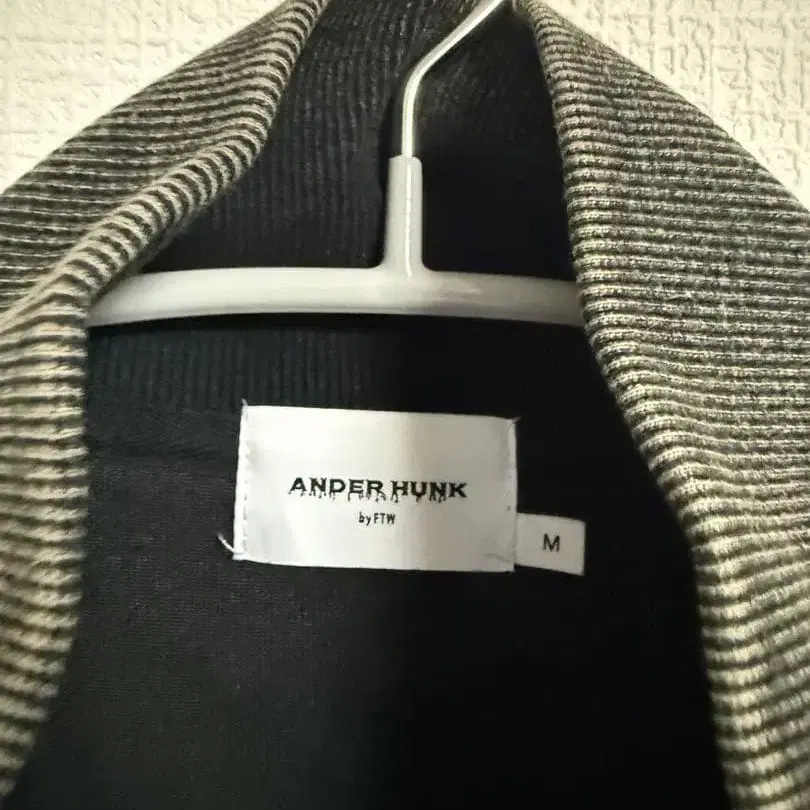 ANDER HUNK
by FTW
M